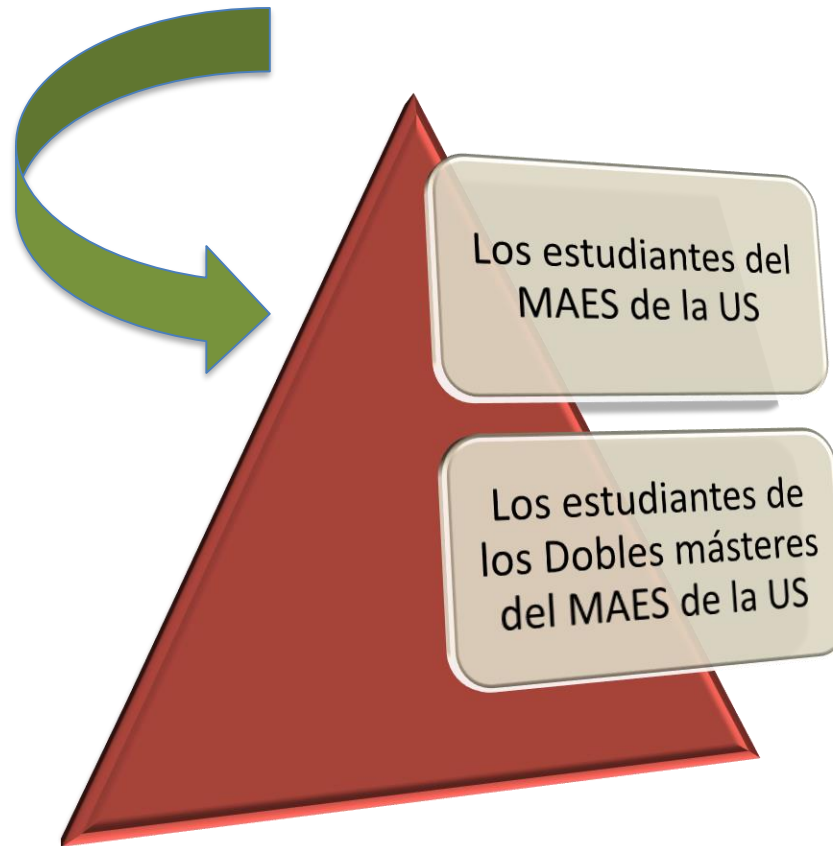 Los estudiantes del
MAES de la US
Los estudiantes de
los Dobles másteres
del MAES de la US